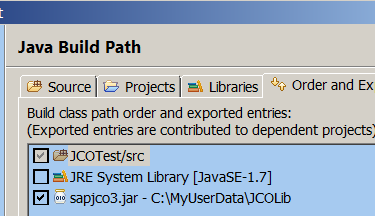 Java Build Path
Source Projects Libraries Order and Ex
Build class path order and exported entries:
(Exported entries are contributed to dependent projects)
JCOTest/src
JRE System Library [JavaSE-1.7]
sapjco3.jar - C:\MyUserData\JCOLib